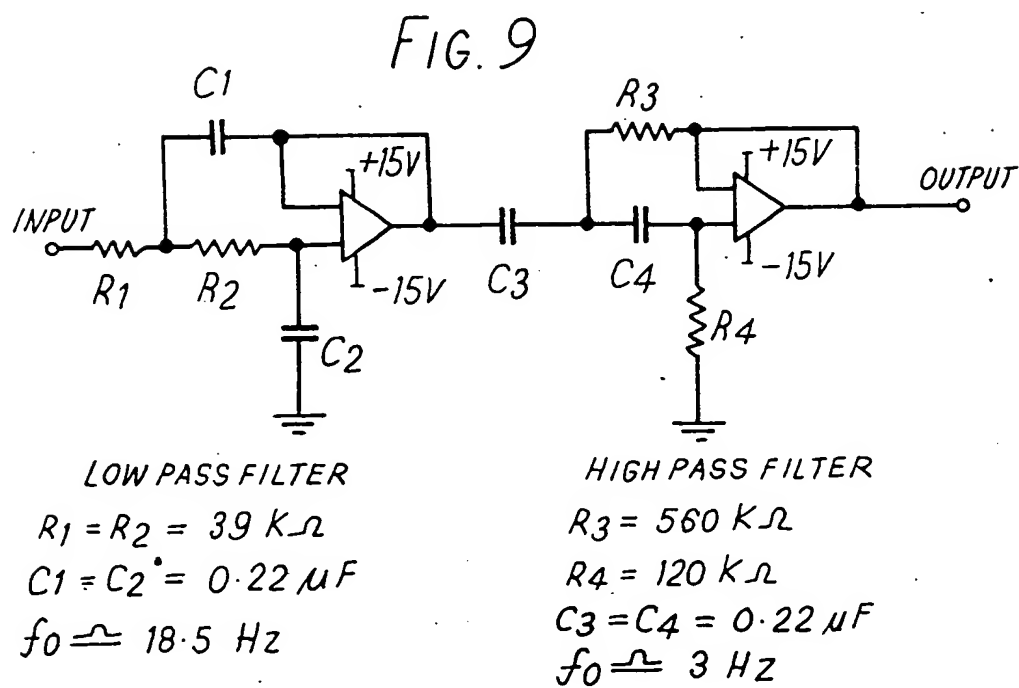 FIG. 9
C1
R3
+15V
+15V
INPUT
OUTPUT
R1
R2
-15V
C3
C4
-15V
C2
R4
LOW PASS FILTER
R1 = R2 = 39 KΩ
C1 = C2 = 0.22 µF
fo ≏ 18.5 Hz
HIGH PASS FILTER
R3 = 560 KΩ
R4 = 120 KΩ
C3 = C4 = 0.22 µF
fo ≏ 3 Hz